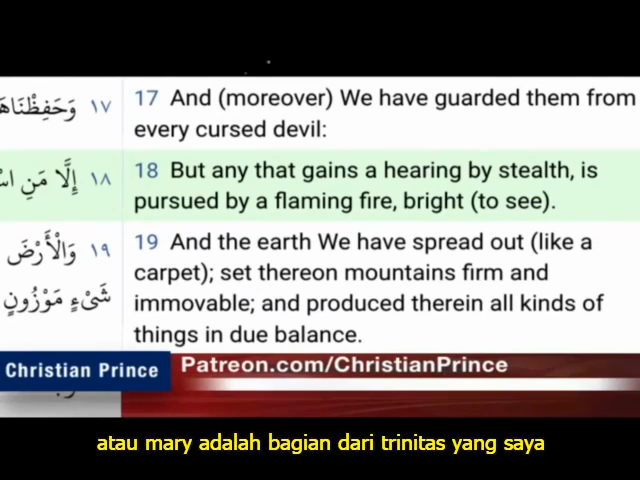 17 And (moreover) We have guarded them from
every cursed devil:
١٧
18 But any that gains a hearing by stealth, is
pursued by a flaming fire, bright (to see).
١٨ إِلَّا مَنِ
19 And the earth We have spread out (like a
carpet); set thereon mountains firm and
immovable; and produced therein all kinds of
things in due balance.
١٩ وَالْأَرْضَ
شَيْءٍ مَوْزُونٍ
Christian Prince
Patreon.com/ChristianPrince
atau mary adalah bagian dari trinitas yang saya